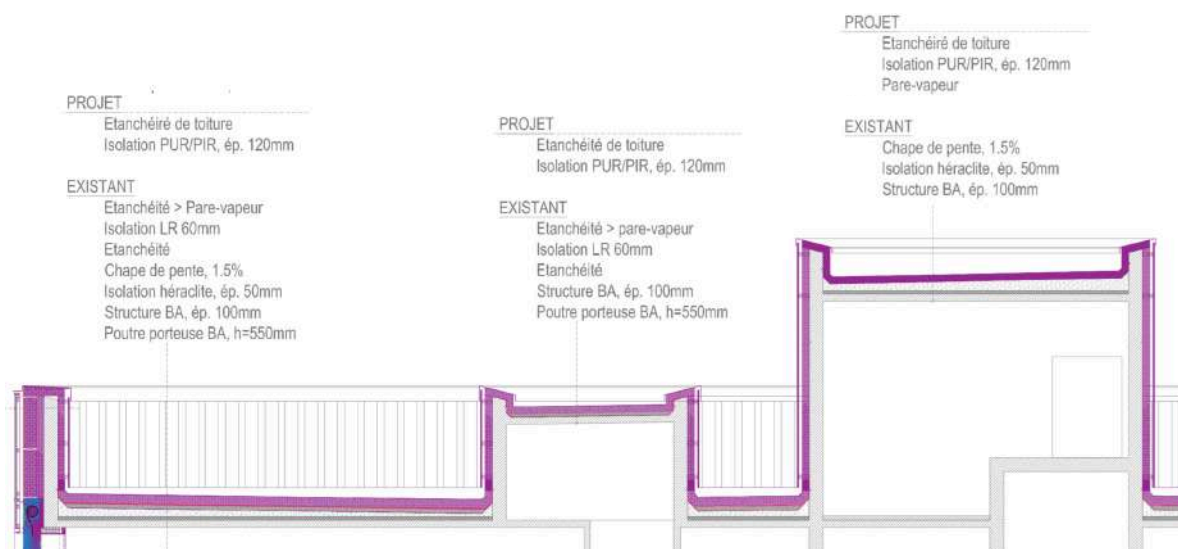 PROJET
Etanchéiré de toiture
Isolation PUR/PIR, ép. 120mm
EXISTANT
Etanchéité > Pare-vapeur
Isolation LR 60mm
Etanchéité
Chape de pente, 1.5%
Isolation héraclite, ép. 50mm
Structure BA, ép. 100mm
Poutre porteuse BA, h=550mm
PROJET
Etanchéité de toiture
Isolation PUR/PIR, ép. 120mm
EXISTANT
Etanchéité > pare-vapeur
Isolation LR 60mm
Etanchéité
Structure BA, ép. 100mm
Poutre porteuse BA, h=550mm
PROJET
Etanchéiré de toiture
Isolation PUR/PIR, ép. 120mm
Pare-vapeur
EXISTANT
Chape de pente, 1.5%
Isolation héraclite, ép. 50mm
Structure BA, ép. 100mm